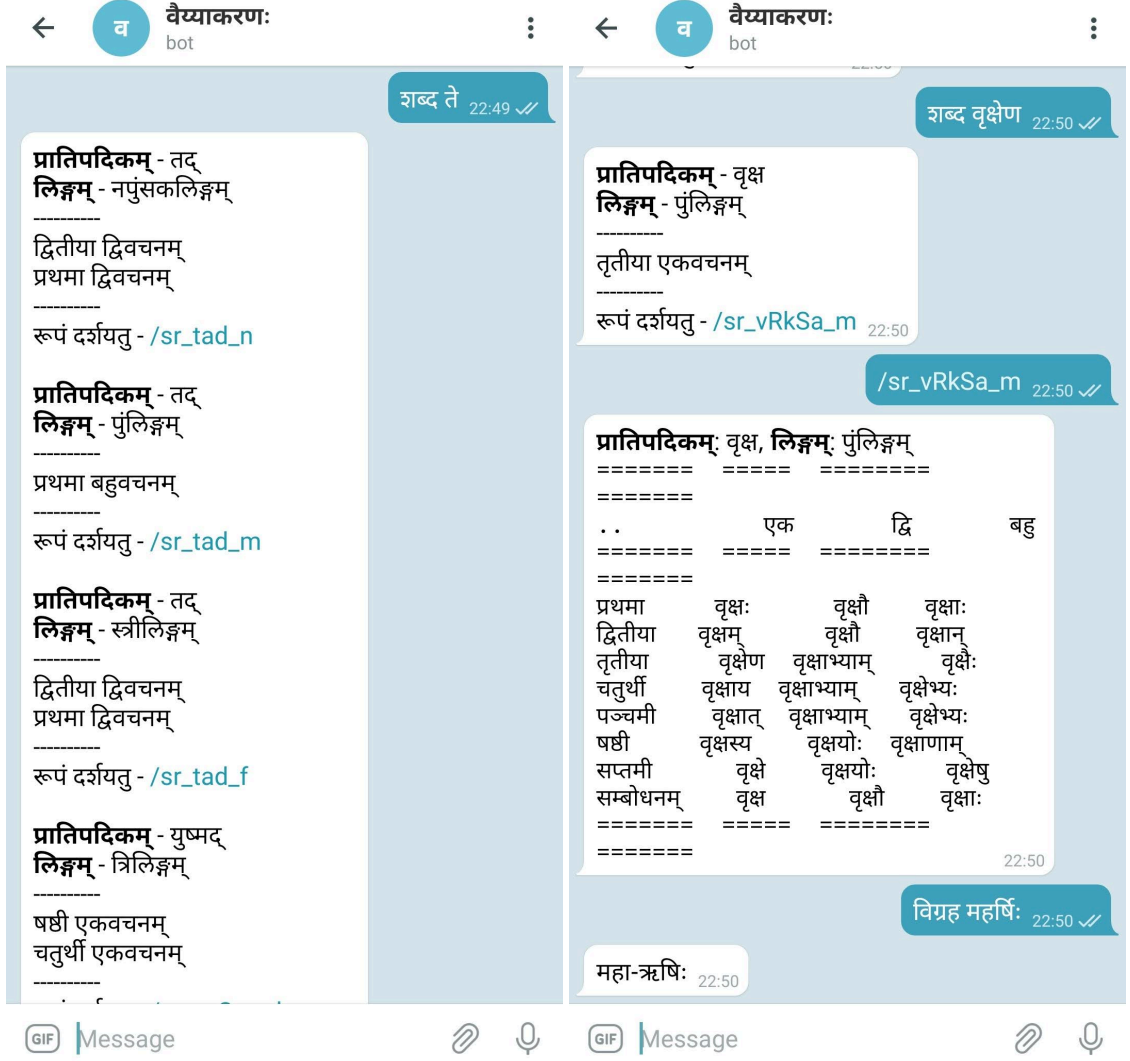 व
वैय्याकरणः
bot
शब्द ते 22:49
प्रातिपदिकम् - तद्
लिङ्गम् - नपुंसकलिङ्गम्
----------
द्वितीया द्विवचनम्
प्रथमा द्विवचनम्
----------
रूपं दर्शयतु - /sr_tad_n
प्रातिपदिकम् - तद्
लिङ्गम् - पुंलिङ्गम्
----------
प्रथमा बहुवचनम्
----------
रूपं दर्शयतु - /sr_tad_m
प्रातिपदिकम् - तद्
लिङ्गम् - स्त्रीलिङ्गम्
----------
द्वितीया द्विवचनम्
प्रथमा द्विवचनम्
----------
रूपं दर्शयतु - /sr_tad_f
प्रातिपदिकम् - युष्मद्
लिङ्गम् - त्रिलिङ्गम्
----------
षष्ठी एकवचनम्
चतुर्थी एकवचनम्
----------
GIF Message
व
वैय्याकरणः
bot
शब्द वृक्षेण 22:50
प्रातिपदिकम् - वृक्ष
लिङ्गम् - पुंलिङ्गम्
----------
तृतीया एकवचनम्
----------
रूपं दर्शयतु - /sr_vRkSa_m 22:50
/sr_vRkSa_m 22:50
प्रातिपदिकम्: वृक्ष, लिङ्गम्: पुंलिङ्गम्
======= ===== ========
=======
. . एक द्वि बहु
======= ===== ========
=======
प्रथमा वृक्षः वृक्षौ वृक्षाः
द्वितीया वृक्षम् वृक्षौ वृक्षान्
तृतीया वृक्षेण वृक्षाभ्याम् वृक्षैः
चतुर्थी वृक्षाय वृक्षाभ्याम् वृक्षेभ्यः
पञ्चमी वृक्षात् वृक्षाभ्याम् वृक्षेभ्यः
षष्ठी वृक्षस्य वृक्षयोः वृक्षाणाम्
सप्तमी वृक्षे वृक्षयोः वृक्षेषु
सम्बोधनम् वृक्ष वृक्षौ वृक्षाः
======= ===== ========
=======
22:50
विग्रह महर्षिः 22:50
महा-ऋषिः 22:50
GIF Message